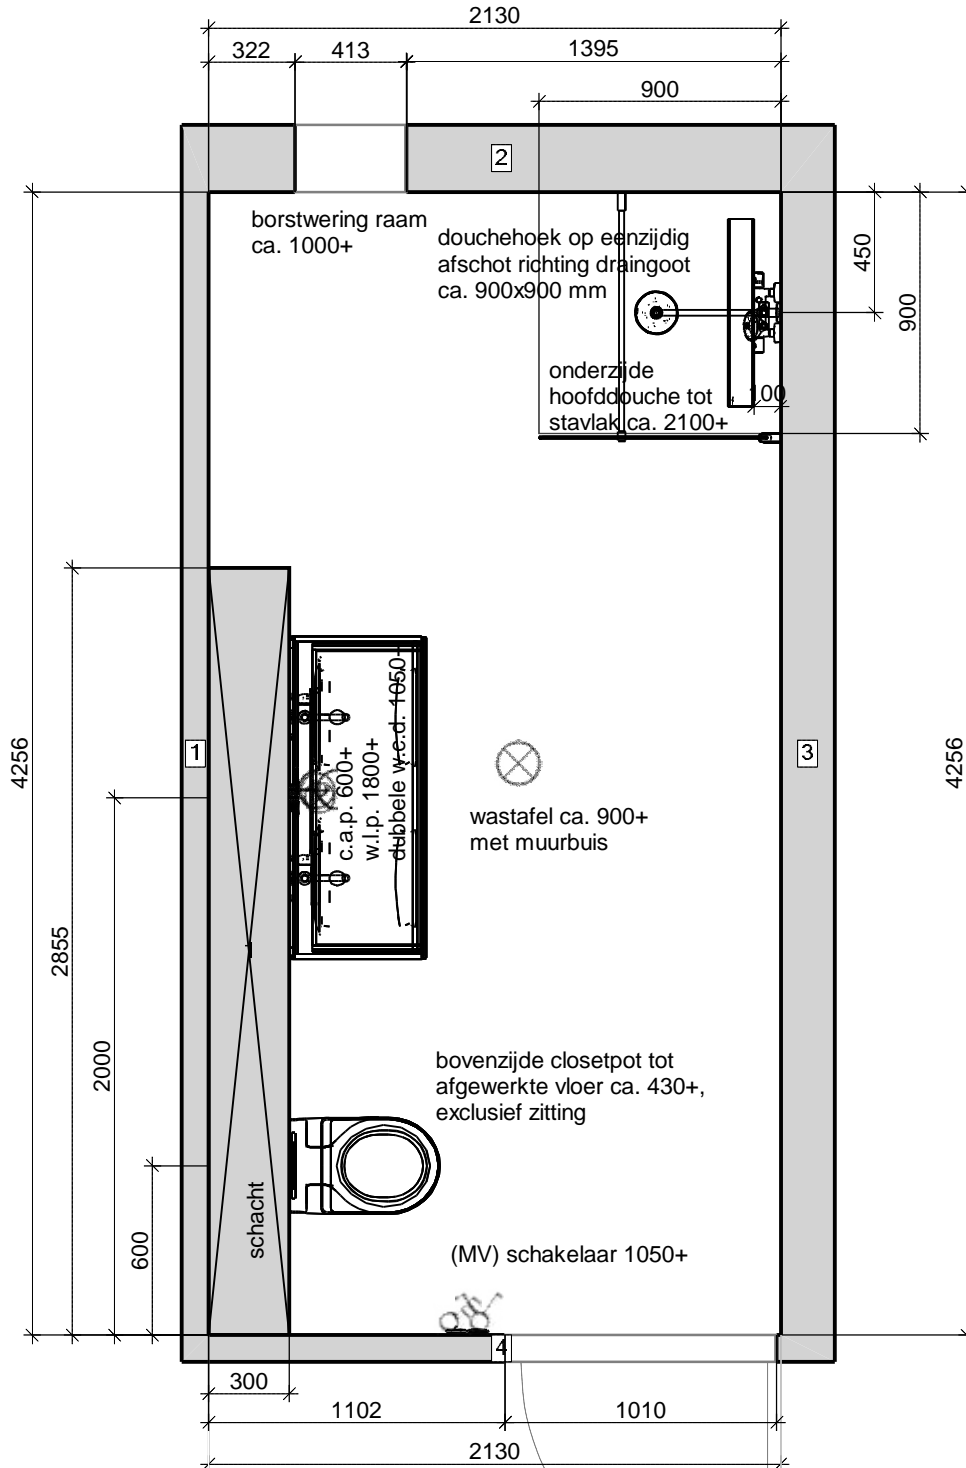 2130
322
413
1395
900
2
borstwering raam
ca. 1000+
douchehoek op eenzijdig
afschot richting draingoot
ca. 900x900 mm
450
900
onderzijde
hoofddouche tot
stavlak ca. 2100+
100
4256
2855
2000
600
1
c.a.p. 600+
w.l.p. 1800+
dubbele w.c.d. 1050+
3
4256
wastafel ca. 900+
met muurbuis
bovenzijde closetpot tot
afgewerkte vloer ca. 430+,
exclusief zitting
schacht
(MV) schakelaar 1050+
4
300
1102
1010
2130